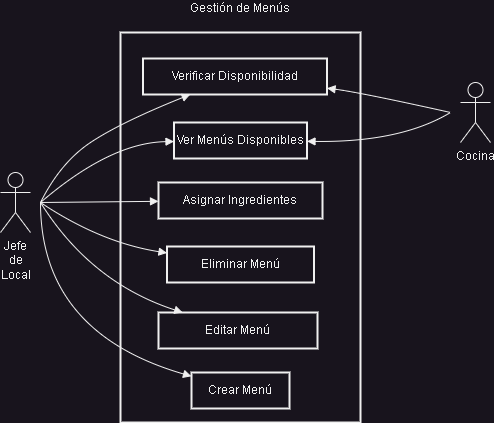 Gestión de Menús
Verificar Disponibilidad
Ver Menús Disponibles
Cocina
Asignar Ingredientes
Jefe
de
Local
Eliminar Menú
Editar Menú
Crear Menú